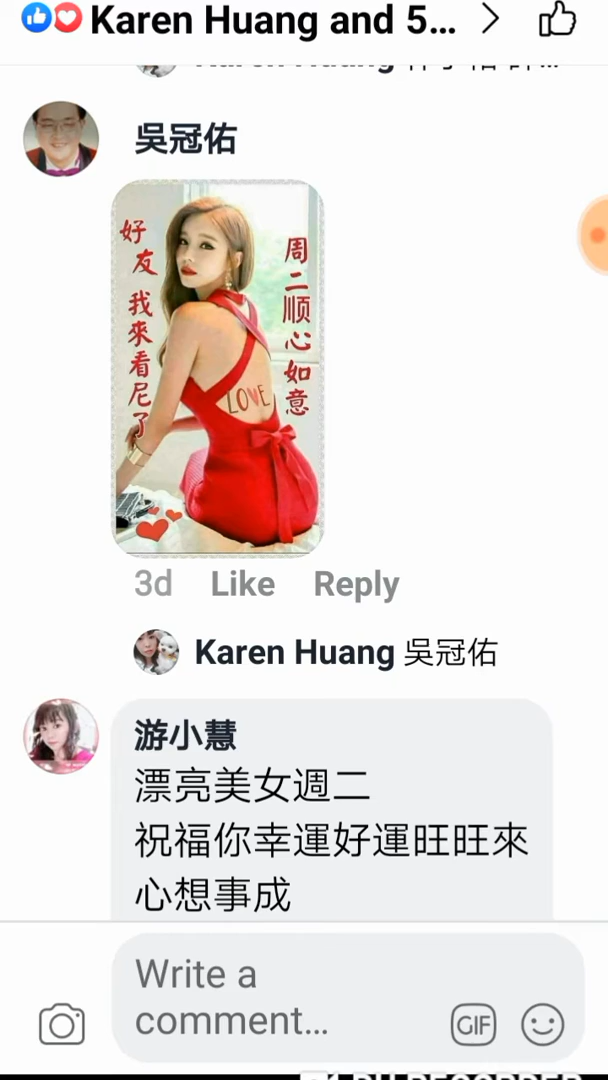 Karen Huang and 5...
吳冠佑
好友 我來看尼了
周二顺心如意
LOVE
3d Like Reply
Karen Huang 吳冠佑
游小慧
漂亮美女週二
祝福你幸運好運旺旺來
心想事成
Write a
comment...
GIF